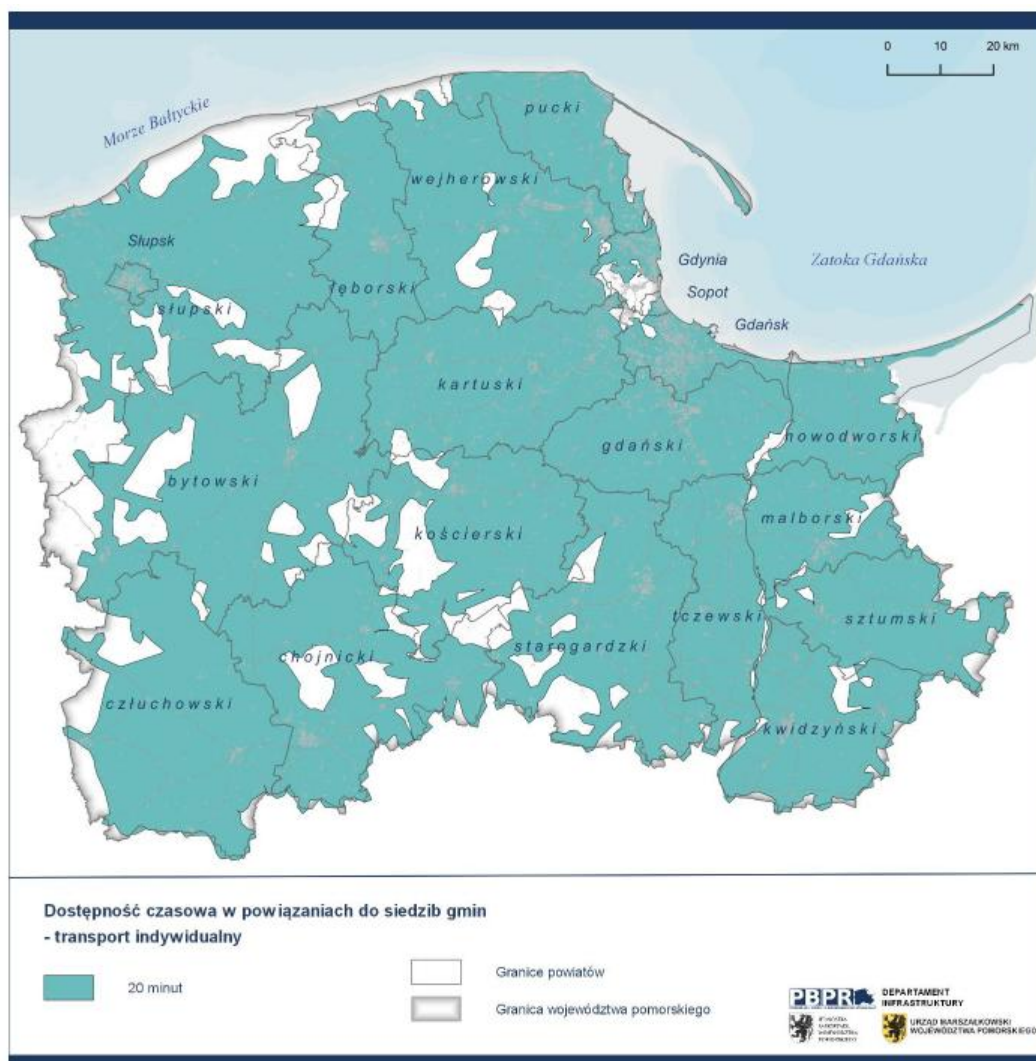 0 10 20 km
Morze Bałtyckie
pucki
wejherowski
Słupsk
Gdynia
Zatoka Gdańska
Sopot
łęborski
słupski
Gdańsk
kartuski
gdański
nowodworski
bytowski
malborski
kościerski
tczewski
sztumski
starogardzki
chojnicki
człuchowski
kwidzyński
Dostępność czasowa w powiązaniach do siedzib gmin
- transport indywidualny
20 minut
Granice powiatów
Granica województwa pomorskiego
PBPR
DEPARTAMENT
INFRASTRUKTURY
URZĄD MARSZAŁKOWSKI
WOJEWÓDZTWA POMORSKIEGO